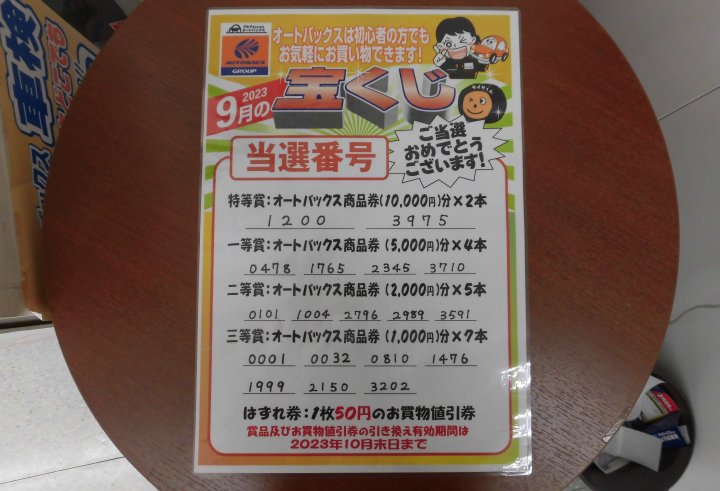 オートバックス
AUTOBACS
GROUP
オートバックスは初心者の方でも
お気軽にお買い物できます!
2023
9月の
宝くじ
当選番号
ご当選
おめでとう
ございます!
特等賞:オートバックス商品券(10,000円)分×2本
1200 3975
一等賞:オートバックス商品券(5,000円)分×4本
0478 1765 2345 3710
二等賞:オートバックス商品券(2,000円)分×5本
0101 1004 2796 2989 3591
三等賞:オートバックス商品券(1,000円)分×7本
0001 0032 0810 1476
1999 2150 3202
はずれ券:1枚50円のお買物値引券
賞品及びお買物値引券の引き換え有効期間は
2023年10月末日まで
車検